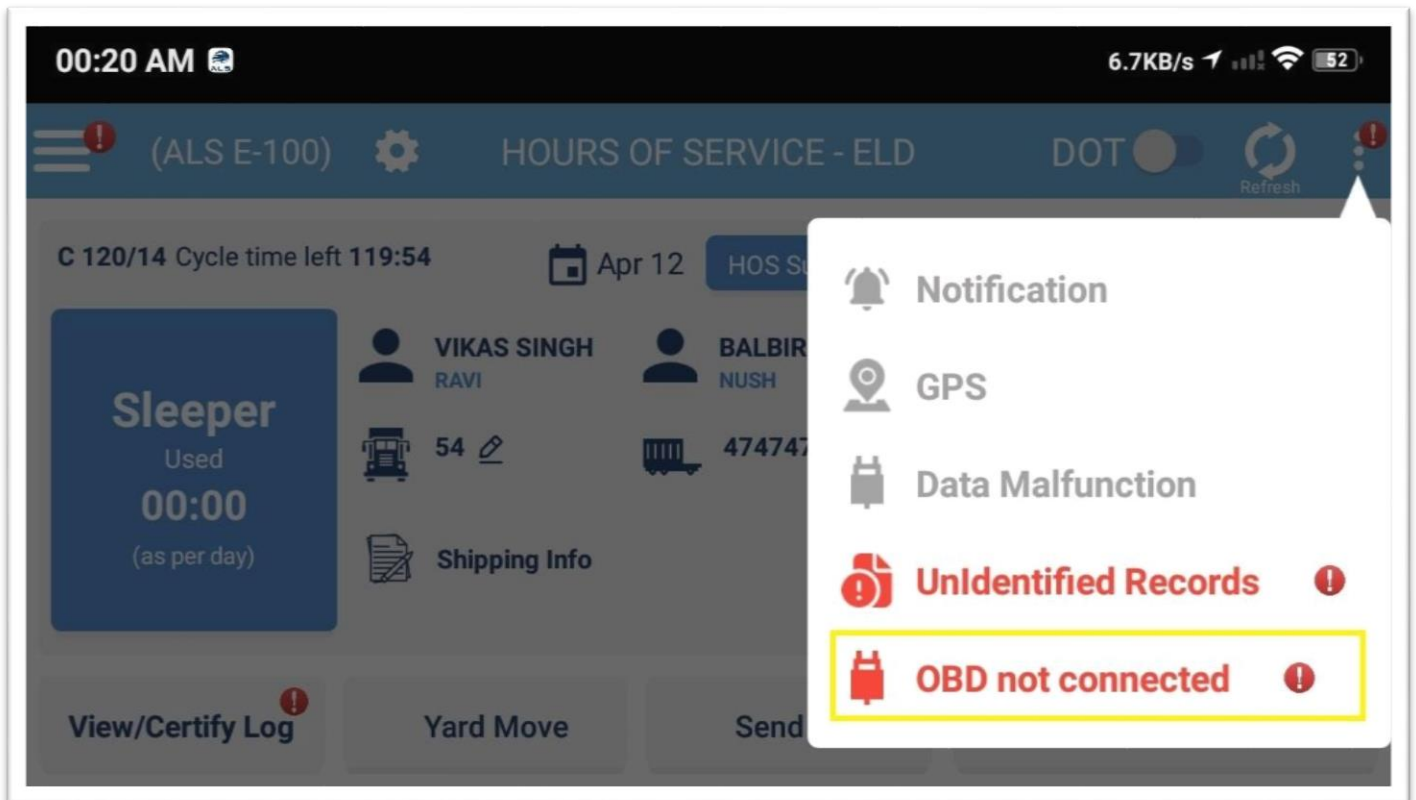 00:20 AM ALS 6.7KB/s 52
(ALS E-100) HOURS OF SERVICE - ELD DOT Refresh
C 120/14 Cycle time left 119:54 Apr 12 HOS
Sleeper
Used
00:00
(as per day)
VIKAS SINGH
RAVI
BALBIR
NUSH
54
474747
Shipping Info
View/Certify Log Yard Move Send
Notification
GPS
Data Malfunction
UnIdentified Records
OBD not connected